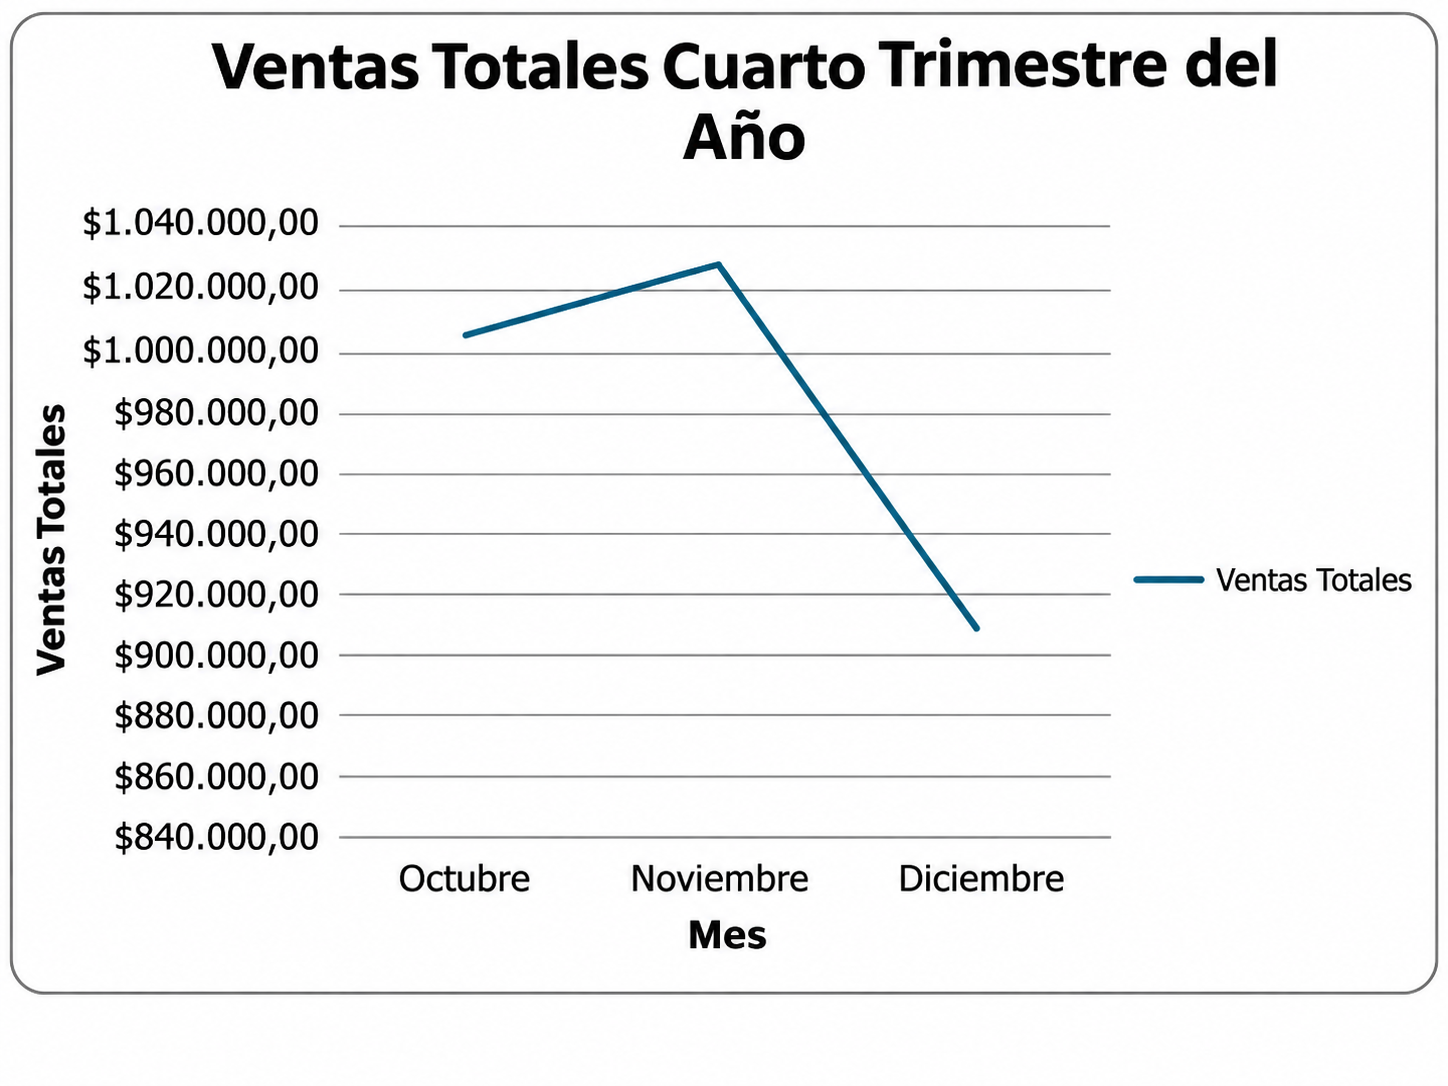 Ventas Totales Cuarto Trimestre del
Año
$1.040.000,00
$1.020.000,00
$1.000.000,00
$980.000,00
$960.000,00
$940.000,00
$920.000,00
$900.000,00
$880.000,00
$860.000,00
$840.000,00
Ventas Totales
Octubre Noviembre Diciembre
Mes
Ventas Totales